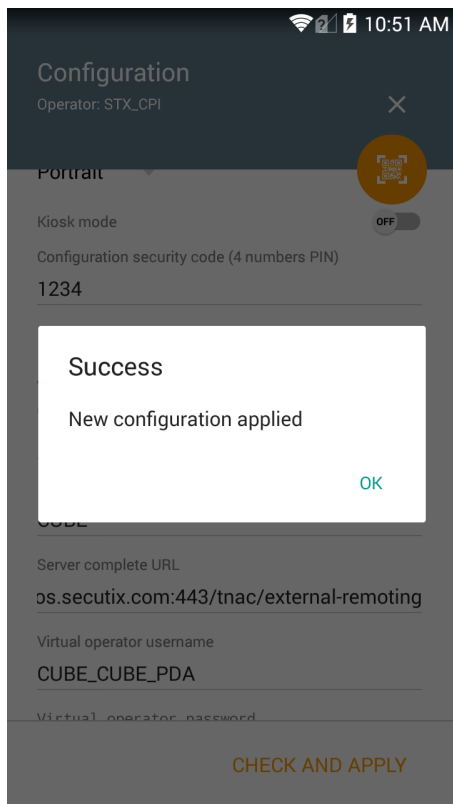 10:51 AM
Configuration
Operator: STX_CPI
Portrait
Kiosk mode
OFF
Configuration security code (4 numbers PIN)
1234
Success
New configuration applied
OK
CUBE
Server complete URL
os.secutix.com:443/tnac/external-remoting
Virtual operator username
CUBE_CUBE_PDA
Virtual operator password
CHECK AND APPLY